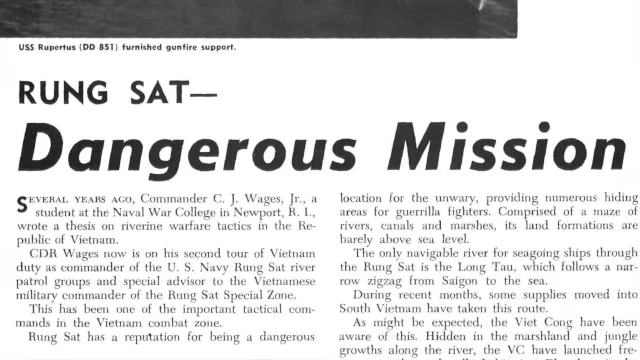 USS Rupertus (DD 851) furnished gunfire support.
RUNG SAT—
Dangerous Mission
SEVERAL YEARS AGO, Commander C. J. Wages, Jr., a
student at the Naval War College in Newport, R. I.,
wrote a thesis on riverine warfare tactics in the Re-
public of Vietnam.
CDR Wages now is on his second tour of Vietnam
duty as commander of the U. S. Navy Rung Sat river
patrol groups and special advisor to the Vietnamese
military commander of the Rung Sat Special Zone.
This has been one of the important tactical com-
mands in the Vietnam combat zone.
Rung Sat has a reputation for being a dangerous
location for the unwary, providing numerous hiding
areas for guerrilla fighters. Comprised of a maze of
rivers, canals and marshes, its land formations are
barely above sea level.
The only navigable river for seagoing ships through
the Rung Sat is the Long Tau, which follows a nar-
row zigzag from Saigon to the sea.
During recent months, some supplies moved into
South Vietnam have taken this route.
As might be expected, the Viet Cong have been
aware of this. Hidden in the marshland and jungle
growths along the river, the VC have launched fre-